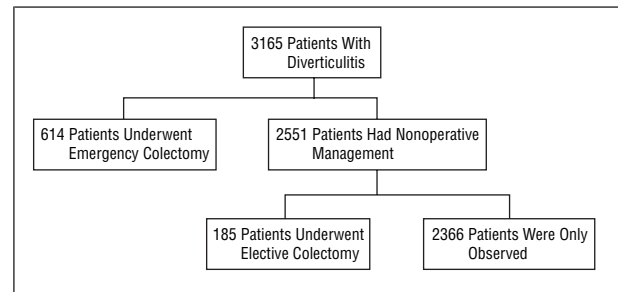 3165 Patients With
Diverticulitis
614 Patients Underwent
Emergency Colectomy
2551 Patients Had Nonoperative
Management
185 Patients Underwent
Elective Colectomy
2366 Patients Were Only
Observed